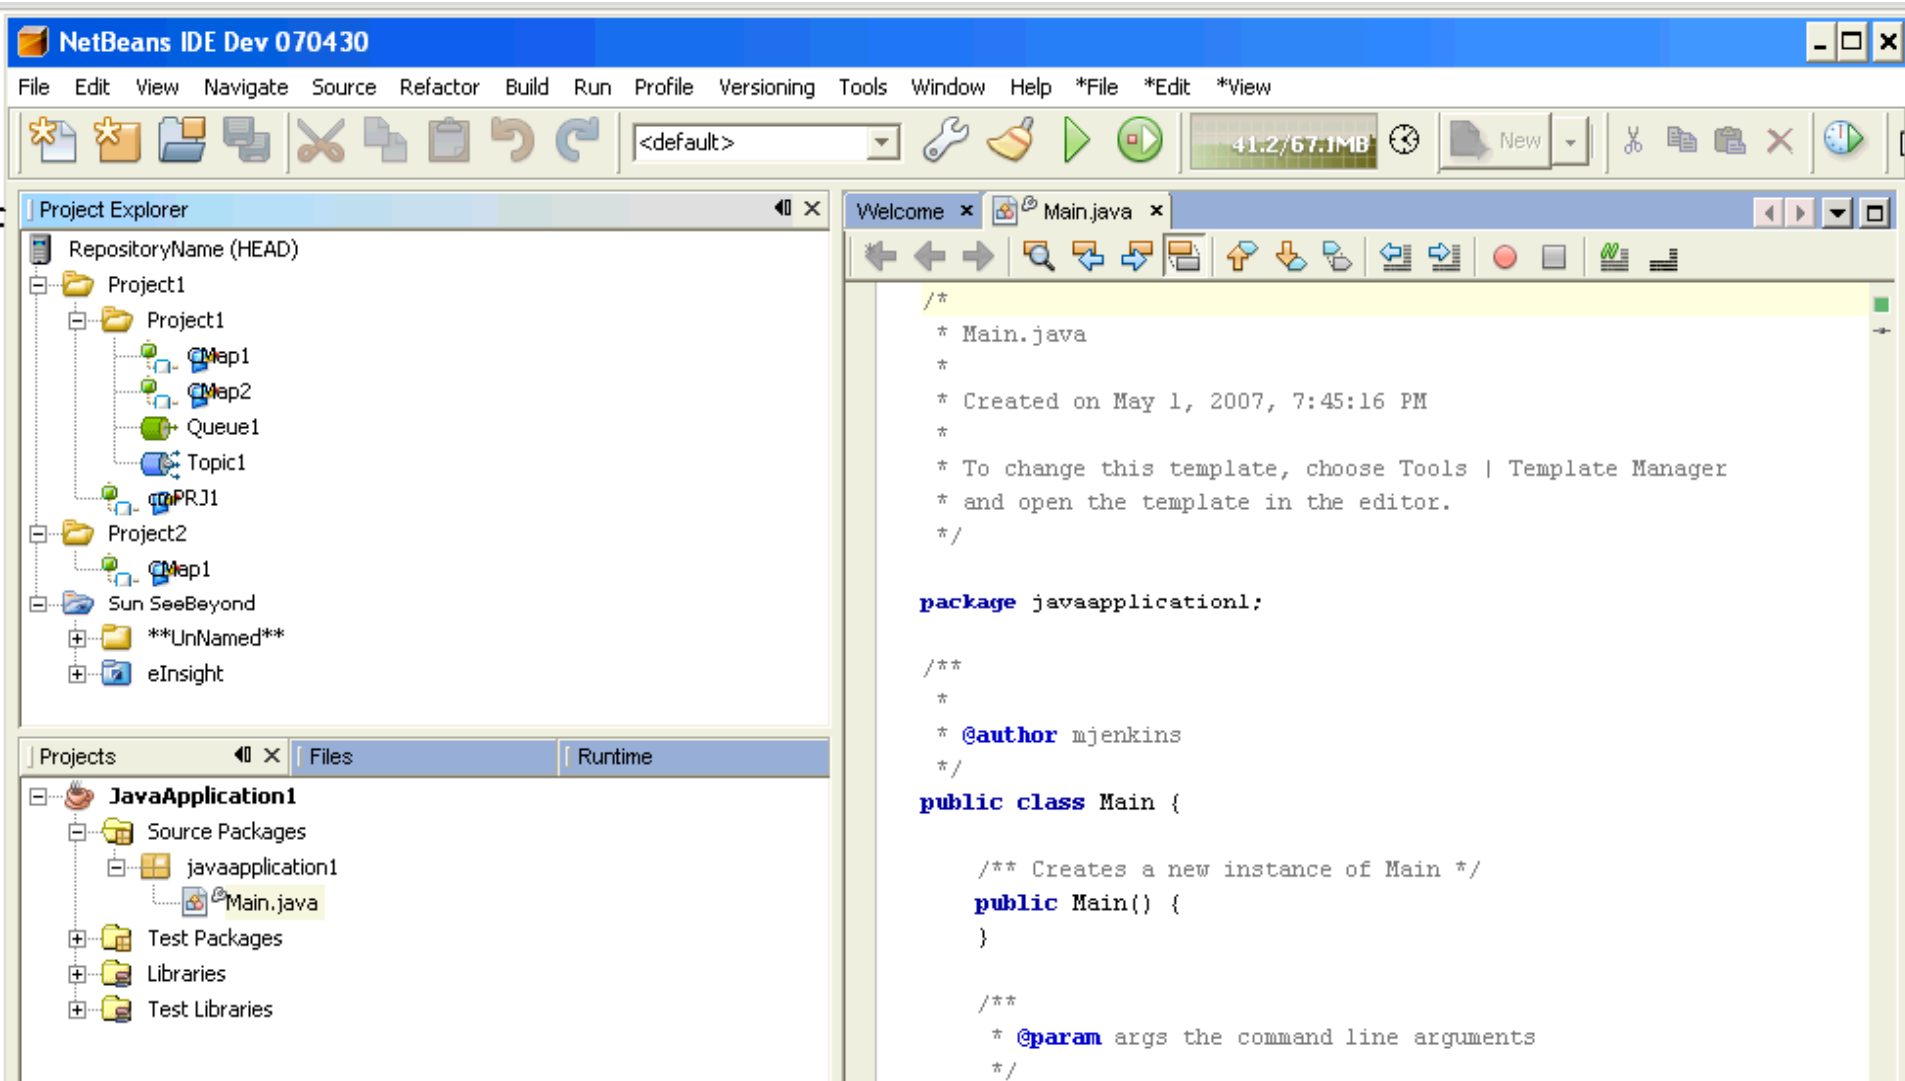 NetBeans IDE Dev 070430
File Edit View Navigate Source Refactor Build Run Profile Versioning Tools Window Help *File *Edit *View
<default> 41.2/67.1MB New
Project Explorer
RepositoryName (HEAD)
Project1
Project1
CMap1
CMap2
Queue1
Topic1
cmPRJ1
Project2
CMap1
Sun SeeBeyond
**UnNamed**
eInsight
Projects Files Runtime
JavaApplication1
Source Packages
javaapplication1
Main.java
Test Packages
Libraries
Test Libraries
Welcome Main.java
/*
* Main.java
*
* Created on May 1, 2007, 7:45:16 PM
*
* To change this template, choose Tools | Template Manager
* and open the template in the editor.
*/
package javaapplication1;
/**
*
* @author mjenkins
*/
public class Main {
/** Creates a new instance of Main */
public Main() {
}
/**
* @param args the command line arguments
*/